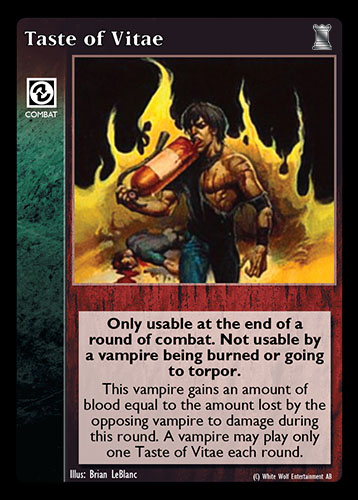 Taste of Vitae
COMBAT
Only usable at the end of a
round of combat. Not usable by
a vampire being burned or going
to torpor.
This vampire gains an amount of
blood equal to the amount lost by the
opposing vampire to damage during
this round. A vampire may play only
one Taste of Vitae each round.
Illus: Brian LeBlanc
(C) White Wolf Entertainment AB